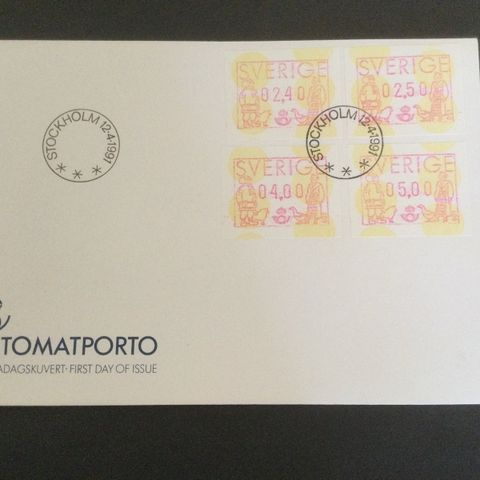 SVERIGE SVERIGE
02,40 02,50
STOCKHOLM 12-4-1991
STOCKHOLM 12-4-1991
SVERIGE SVERIGE
04,00 05,00
TOMATPORTO
ADAGSKUVERT·FIRST DAY OF ISSUE